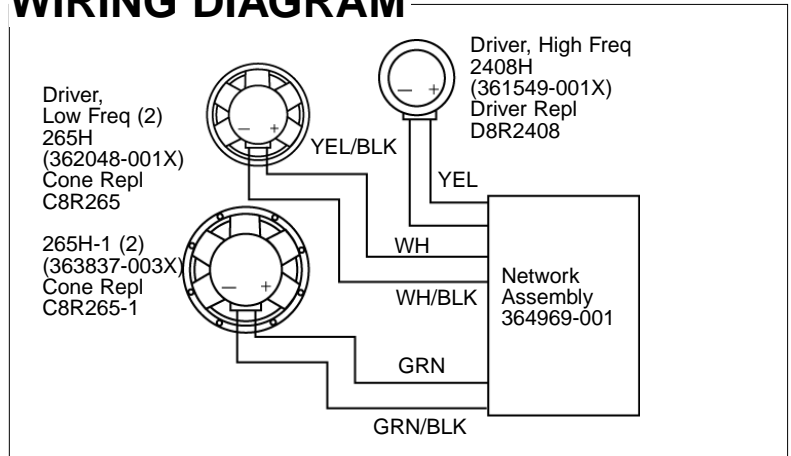 WIRING DIAGRAM
Driver, High Freq
2408H
(361549-001X)
Driver Repl
D8R2408
Driver,
Low Freq (2)
265H
(362048-001X)
Cone Repl
C8R265
265H-1 (2)
(363837-003X)
Cone Repl
C8R265-1
– +
– +
– +
YEL/BLK
YEL
WH
WH/BLK
GRN
GRN/BLK
Network
Assembly
364969-001